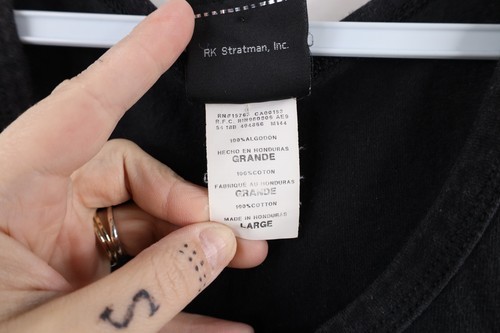 RK Stratman, Inc.
100%ALGODON
HECHO EN HONDURAS
GRANDE
100%COTTON
FABRIQUE AU HONDURAS
GRANDE
100%COTTON
MADE IN HONDURAS
LARGE
S